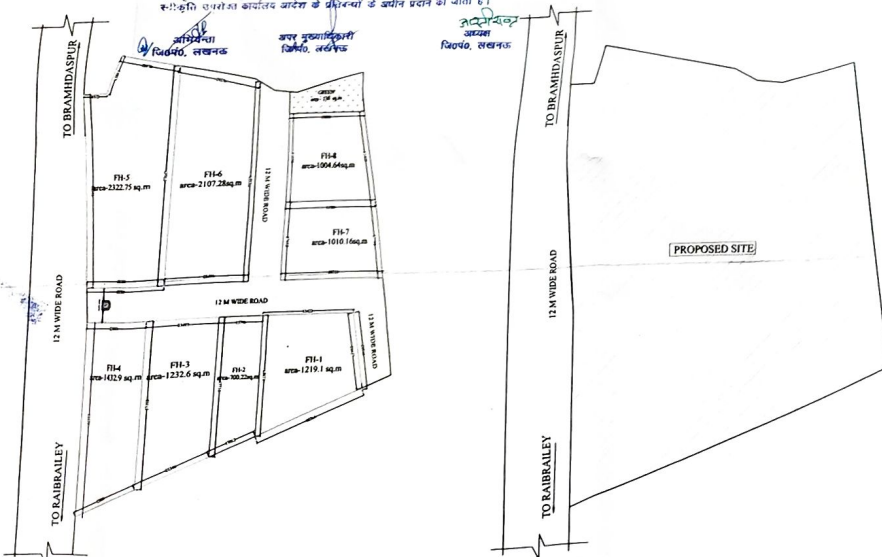 स्वीकृति उपरोक्त कार्यालय आदेश के प्रतिबन्धों के अधीन प्रदान की जाती है।
अभियन्ता
जि०पं०, लखनऊ
अपर मुख्याधिकारी
जि०पं०, लखनऊ
अध्यक्ष
जि०पं०, लखनऊ
TO BRAMHDASPUR
12 M WIDE ROAD
TO RAIBRAILEY
FH-5
area-2322.75 sq.m
FH-6
area-2107.28sq.m
12 M WIDE ROAD
GREEN
FH-8
area-1004.64sq.m
FH-7
area-1010.16sq.m
12 M WIDE ROAD
FH-4
area-1432.9 sq.m
FH-3
area-1232.6 sq.m
FH-2
area-700.22sq.m
FH-1
area-1219.1 sq.m
12 M WIDE ROAD
TO BRAMHDASPUR
12 M WIDE ROAD
TO RAIBRAILEY
PROPOSED SITE